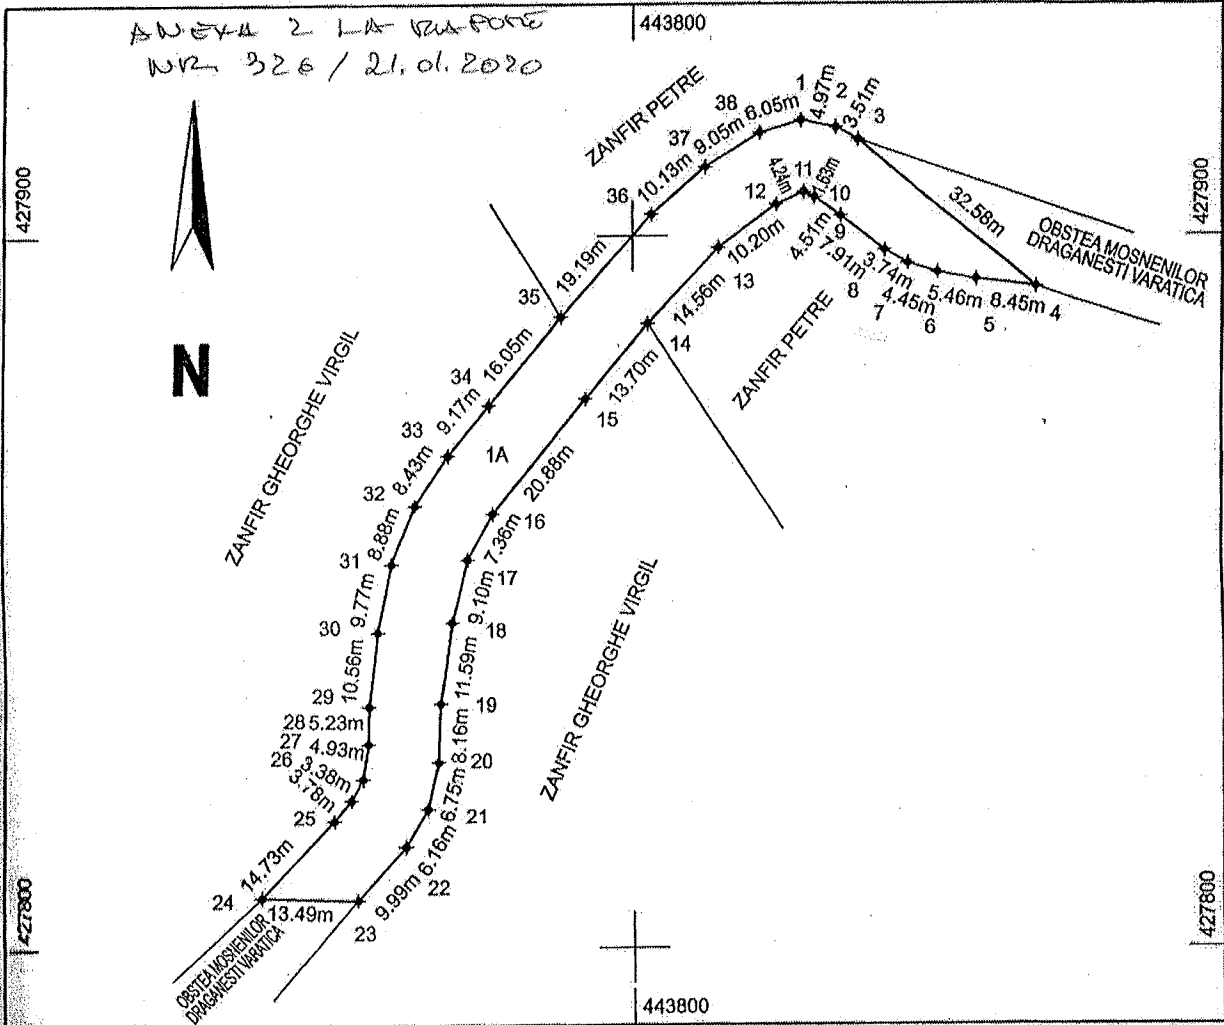 ANEXA 2 LA RAPORT
NR. 326 / 21.01.2020
443800
427900
427900
ZANFIR PETRE
1
2
3
4.97m
3.51m
38
6.05m
37
9.05m
36
10.13m
11
1.63m
10
12
4.24m
9
4.51m
10.20m
7.91m
8
3.74m
7
4.45m
6
5.46m
5
8.45m
4
32.58m
OBSTEA MOSNENILOR
DRAGANESTI VARATICA
13
14.56m
14
ZANFIR PETRE
19.19m
35
16.05m
34
9.17m
33
8.43m
32
8.88m
31
9.77m
30
10.56m
29
28
5.23m
27
4.93m
26
3.38m
3.78m
25
14.73m
24
13.49m
N
ZANFIR GHEORGHE VIRGIL
1A
13.70m
15
20.88m
16
7.36m
17
9.10m
18
11.59m
19
8.16m
20
6.75m
21
6.16m
22
9.99m
23
ZANFIR GHEORGHE VIRGIL
OBSTEA MOSNENILOR
DRAGANESTI VARATICA
427800
427800
443800